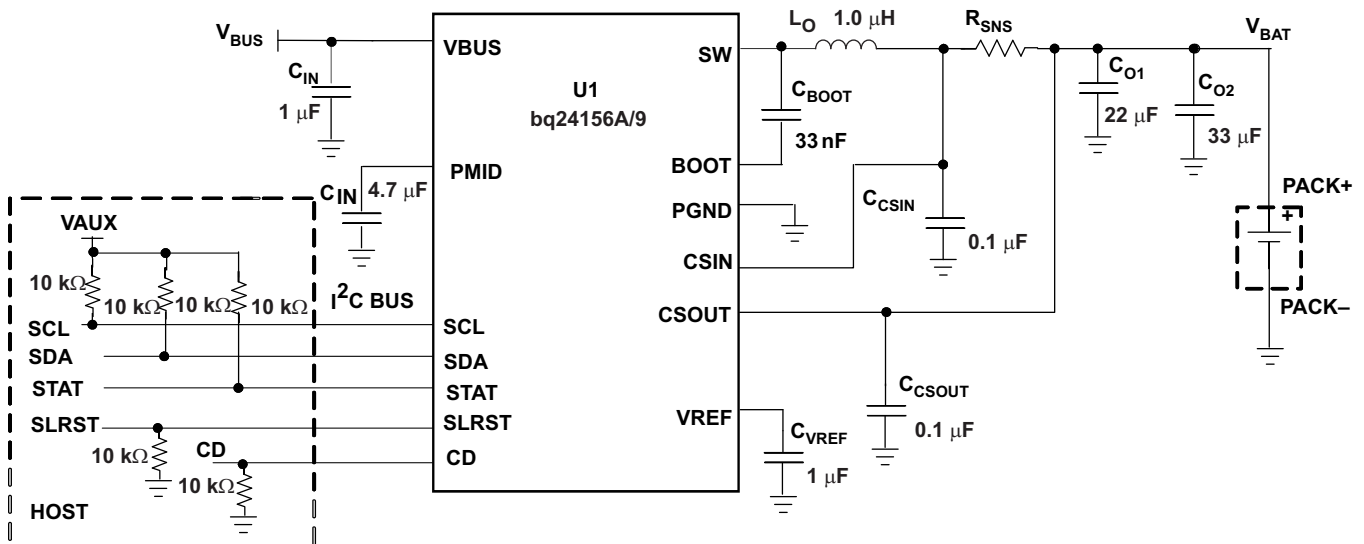 V_BUS
C_IN
1 μF
VBUS
U1
bq24156A/9
SW
L_O 1.0 μH
R_SNS
V_BAT
C_BOOT
33 nF
BOOT
C_O1
22 μF
C_O2
33 μF
PMID
C_IN 4.7 μF
PGND
C_CSIN
0.1 μF
CSIN
PACK+
+
PACK–
VAUX
10 kΩ
10 kΩ
10 kΩ
10 kΩ
I²C BUS
SCL
SCL
SDA
SDA
STAT
STAT
SLRST
SLRST
10 kΩ
CD
CD
10 kΩ
HOST
CSOUT
C_CSOUT
0.1 μF
VREF
C_VREF
1 μF